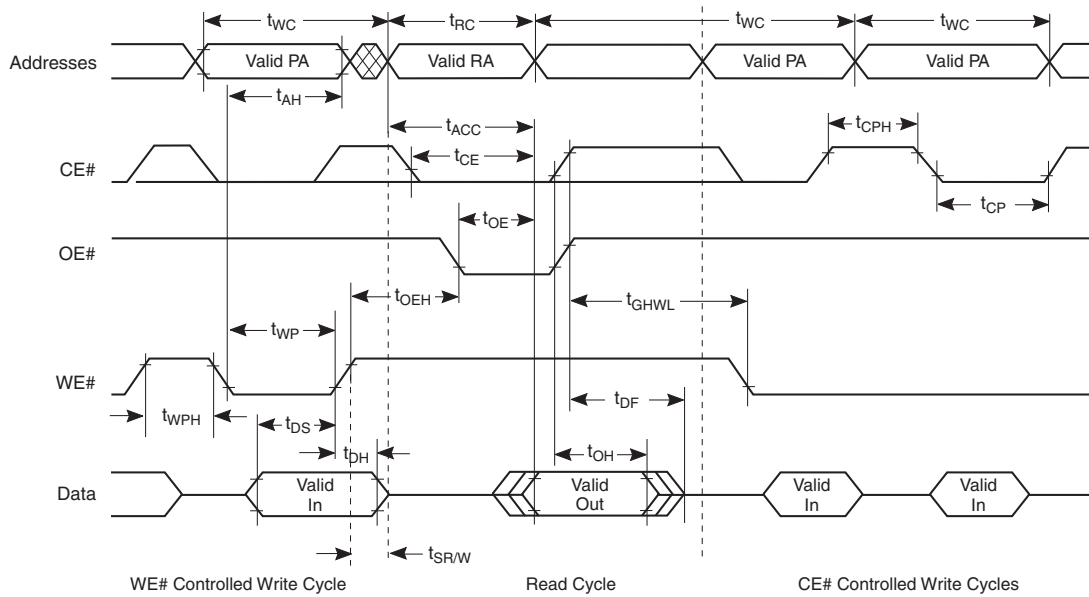 tWC tRC tWC tWC
Addresses Valid PA Valid RA Valid PA Valid PA
tAH
tACC tCPH
CE# tCE
tCP
tOE
OE#
tOEH tGHWL
tWP
WE#
tDF
tWPH tDS
tDH tOH
Data Valid In Valid Out Valid In Valid In
tSR/W
WE# Controlled Write Cycle Read Cycle CE# Controlled Write Cycles